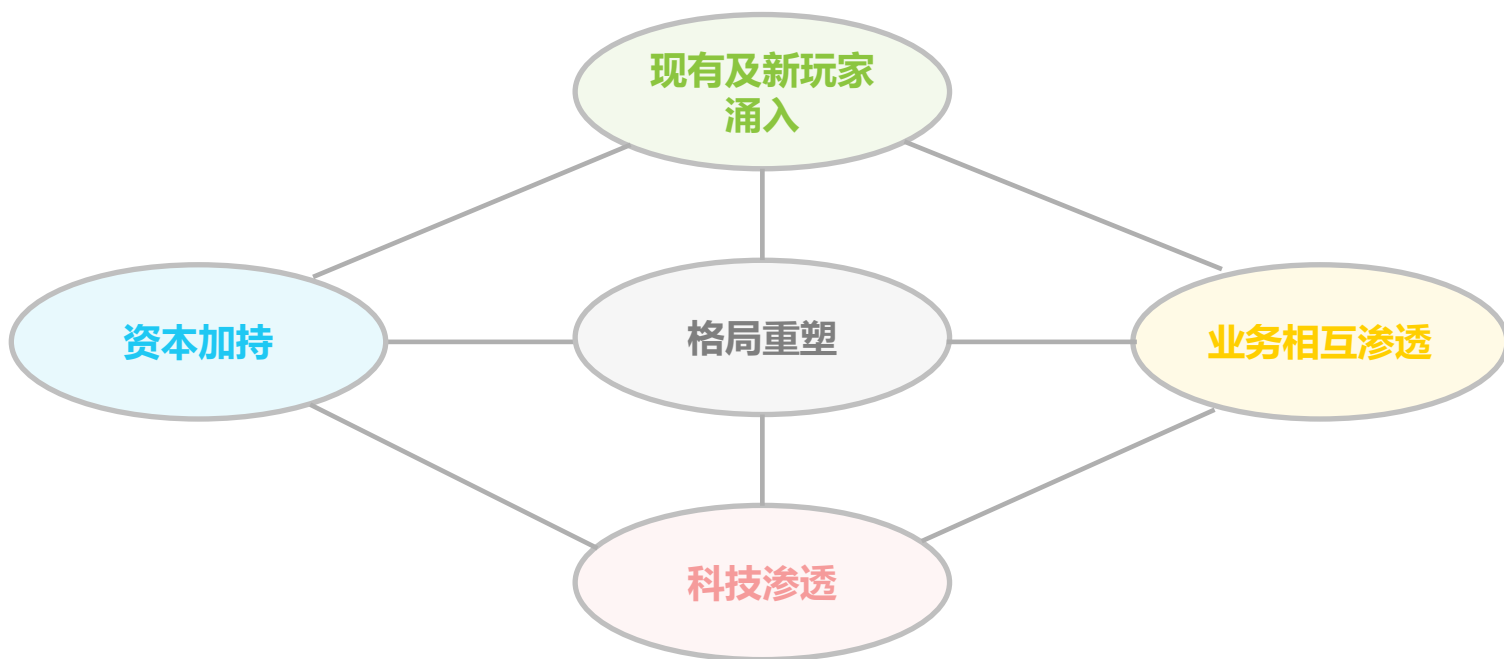 现有及新玩家
涌入
资本加持
格局重塑
业务相互渗透
科技渗透